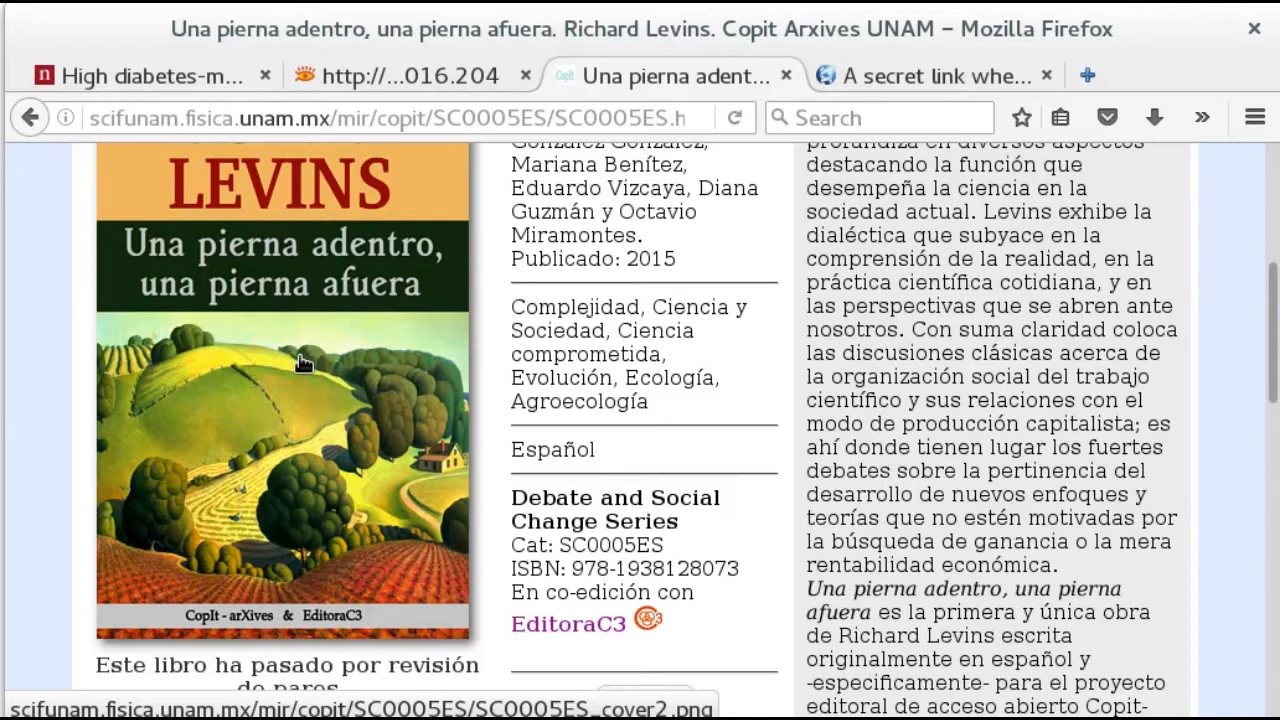 Una pierna adentro, una pierna afuera. Richard Levins. Copit Arxives UNAM – Mozilla Firefox
High diabetes-m...
http://...016.204
Una pierna adent...
A secret link whe...
scifunam.fisica.unam.mx/mir/copit/SC0005ES/SC0005ES.h
Search
LEVINS
Una pierna adentro,
una pierna afuera
CopIt-arXives & EditoraC3
Este libro ha pasado por revisión
de pares
González González,
Mariana Benítez,
Eduardo Vizcaya, Diana
Guzmán y Octavio
Miramontes.
Publicado: 2015
Complejidad, Ciencia y
Sociedad, Ciencia
comprometida,
Evolución, Ecología,
Agroecología
Español
Debate and Social
Change Series
Cat: SC0005ES
ISBN: 978-1938128073
En co-edición con
EditoraC3
profundiza en diversos aspectos
destacando la función que
desempeña la ciencia en la
sociedad actual. Levins exhibe la
dialéctica que subyace en la
comprensión de la realidad, en la
práctica científica cotidiana, y en
las perspectivas que se abren ante
nosotros. Con suma claridad coloca
las discusiones clásicas acerca de
la organización social del trabajo
científico y sus relaciones con el
modo de producción capitalista; es
ahí donde tienen lugar los fuertes
debates sobre la pertinencia del
desarrollo de nuevos enfoques y
teorías que no estén motivadas por
la búsqueda de ganancia o la mera
rentabilidad económica.
Una pierna adentro, una pierna
afuera es la primera y única obra
de Richard Levins escrita
originalmente en español y
-especificamente- para el proyecto
editorial de acceso abierto Copit-
scifunam.fisica.unam.mx/mir/copit/SC0005ES/SC0005ES_cover2.png